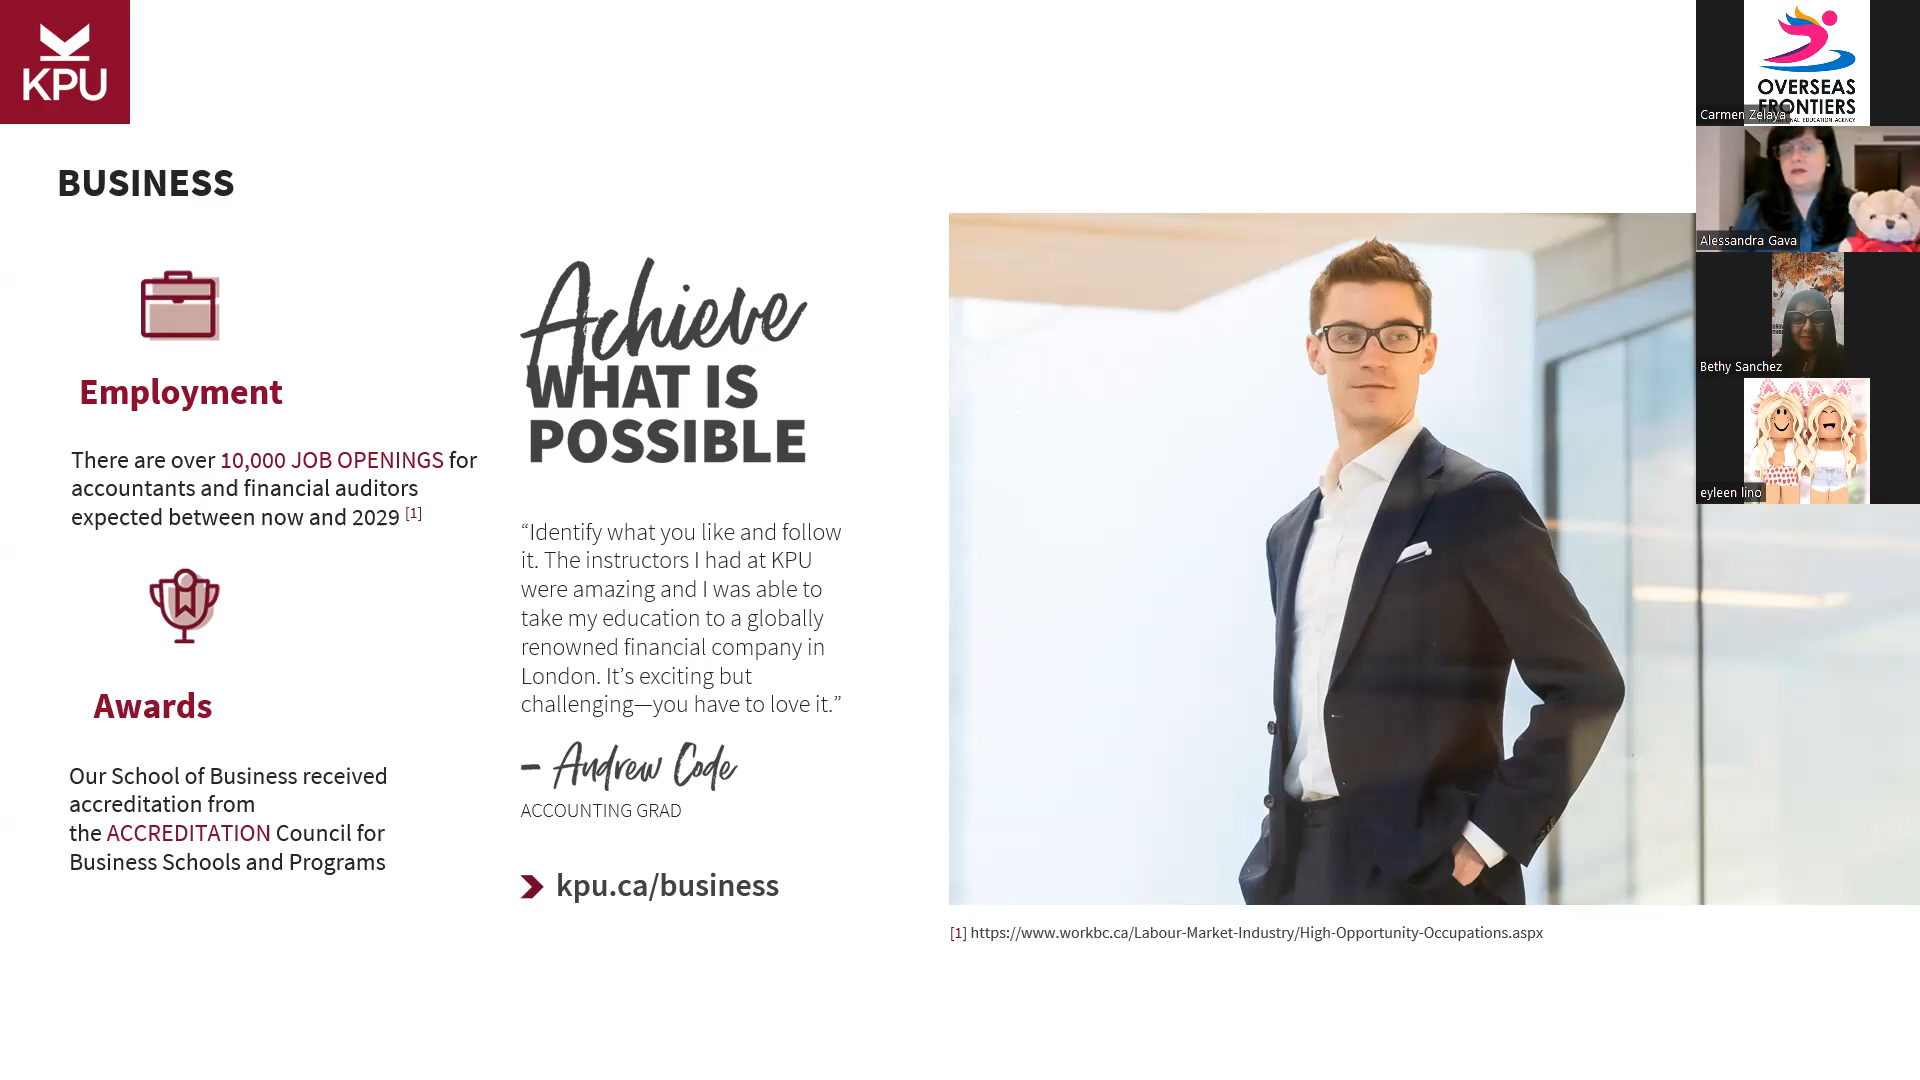 KPU
BUSINESS
Employment
There are over 10,000 JOB OPENINGS for
accountants and financial auditors
expected between now and 2029 [1]
Awards
Our School of Business received
accreditation from
the ACCREDITATION Council for
Business Schools and Programs
Achieve
WHAT IS
POSSIBLE
“Identify what you like and follow
it. The instructors I had at KPU
were amazing and I was able to
take my education to a globally
renowned financial company in
London. It’s exciting but
challenging—you have to love it.”
– Andrew Code
ACCOUNTING GRAD
kpu.ca/business
[1] https://www.workbc.ca/Labour-Market-Industry/High-Opportunity-Occupations.aspx
OVERSEAS
FRONTIERS
EDUCATION AGENCY
Carmen Zelaya
Alessandra Gava
Bethy Sanchez
eyleen lino